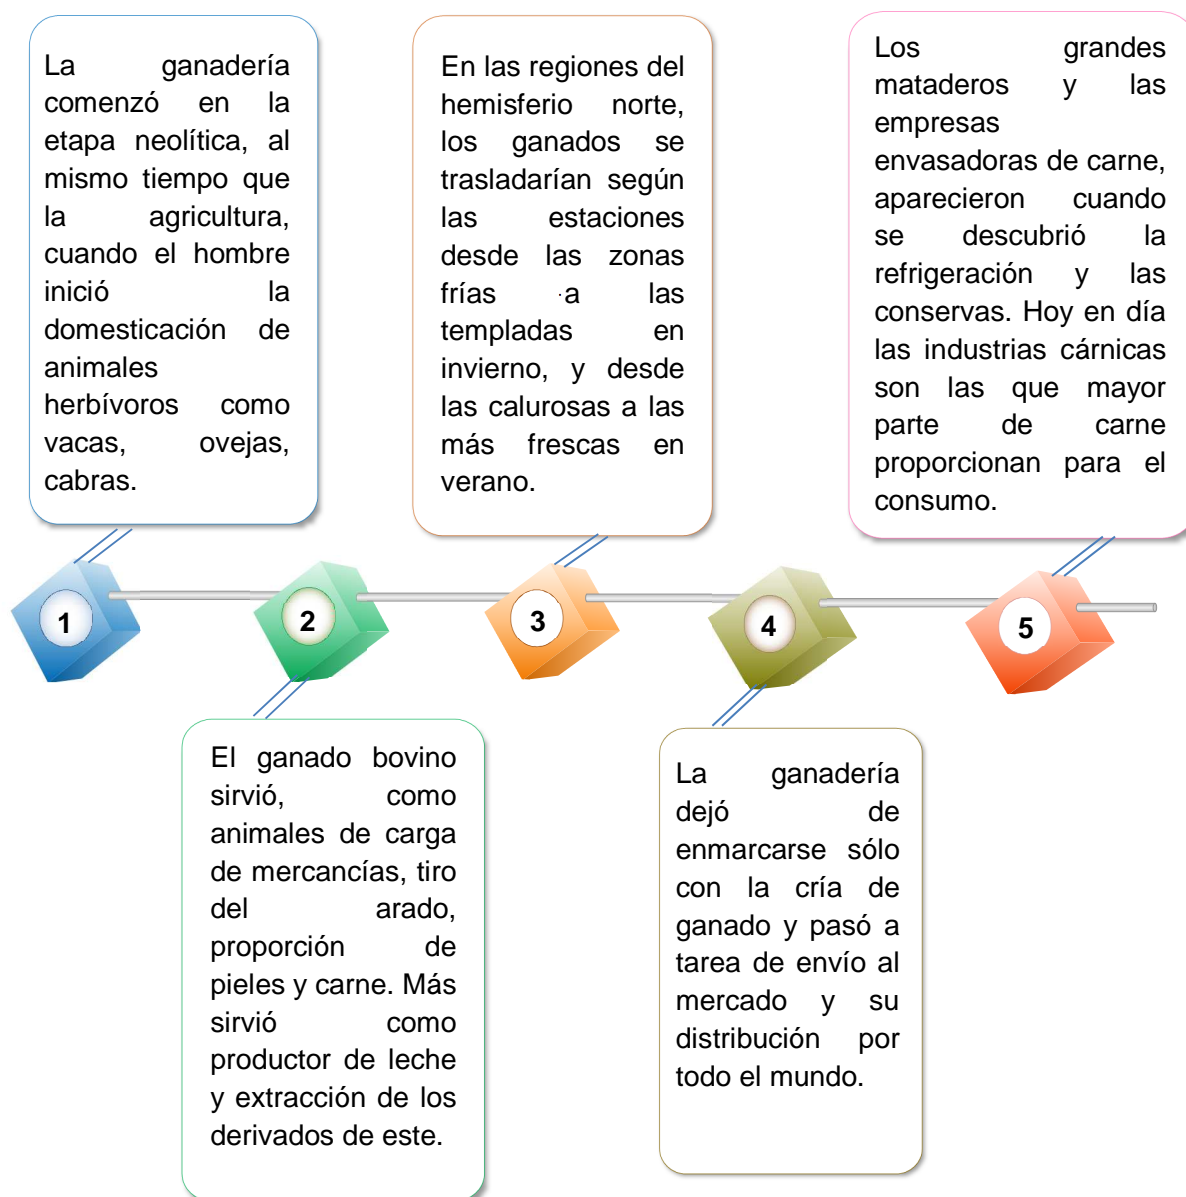 La ganadería
comenzó en la
etapa neolítica, al
mismo tiempo que
la agricultura,
cuando el hombre
inició la
domesticación de
animales
herbívoros como
vacas, ovejas,
cabras.
En las regiones del
hemisferio norte,
los ganados se
trasladarían según
las estaciones
desde las zonas
frías a las
templadas en
invierno, y desde
las calurosas a las
más frescas en
verano.
Los grandes
mataderos y las
empresas
envasadoras de carne,
aparecieron cuando
se descubrió la
refrigeración y las
conservas. Hoy en día
las industrias cárnicas
son las que mayor
parte de carne
proporcionan para el
consumo.
1
2
3
4
5
El ganado bovino
sirvió, como
animales de carga
de mercancías, tiro
del arado,
proporción de
pieles y carne. Más
sirvió como
productor de leche
y extracción de los
derivados de este.
La ganadería
dejó de
enmarcarse sólo
con la cría de
ganado y pasó a
tarea de envío al
mercado y su
distribución por
todo el mundo.